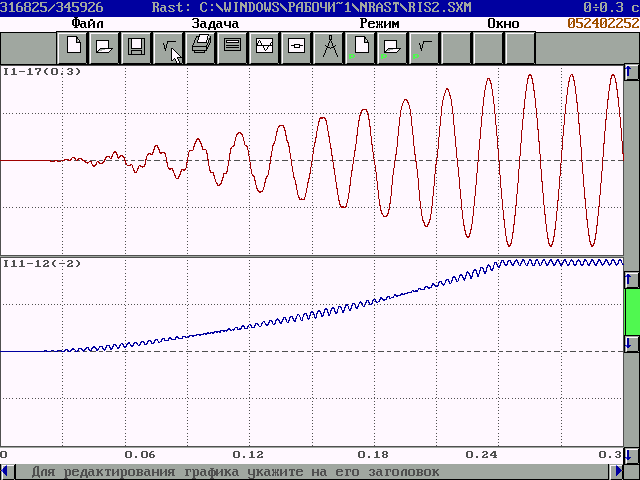 316825/345926 Rast: C:\WINDOWS\РАБОЧИ~1\NRAST\RIS2.SXM 0÷0.3 с
Файл Задача Режим Окно 052402252
I1-17(0.3)
I11-12(-2)
0 0.06 0.12 0.18 0.24 0.3
Для редактирования графика укажите на его заголовок